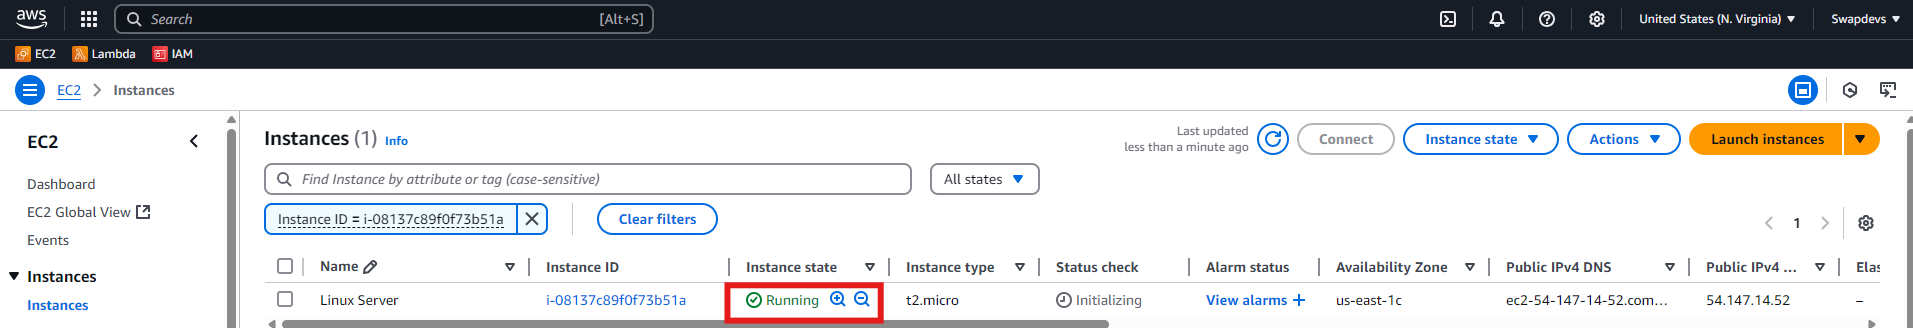 aws Search [Alt+S] United States (N. Virginia) Swapdevs
EC2 Lambda IAM
EC2 Instances
EC2
Dashboard
EC2 Global View
Events
Instances
Instances
Instances (1) Info
Last updated
less than a minute ago
Connect Instance state Actions Launch instances
Find Instance by attribute or tag (case-sensitive) All states
Instance ID = i-08137c89f0f73b51a Clear filters
1
Name Instance ID Instance state Instance type Status check Alarm status Availability Zone Public IPv4 DNS Public IPv4 ... Elas
Linux Server i-08137c89f0f73b51a Running t2.micro Initializing View alarms + us-east-1c ec2-54-147-14-52.com... 54.147.14.52 –